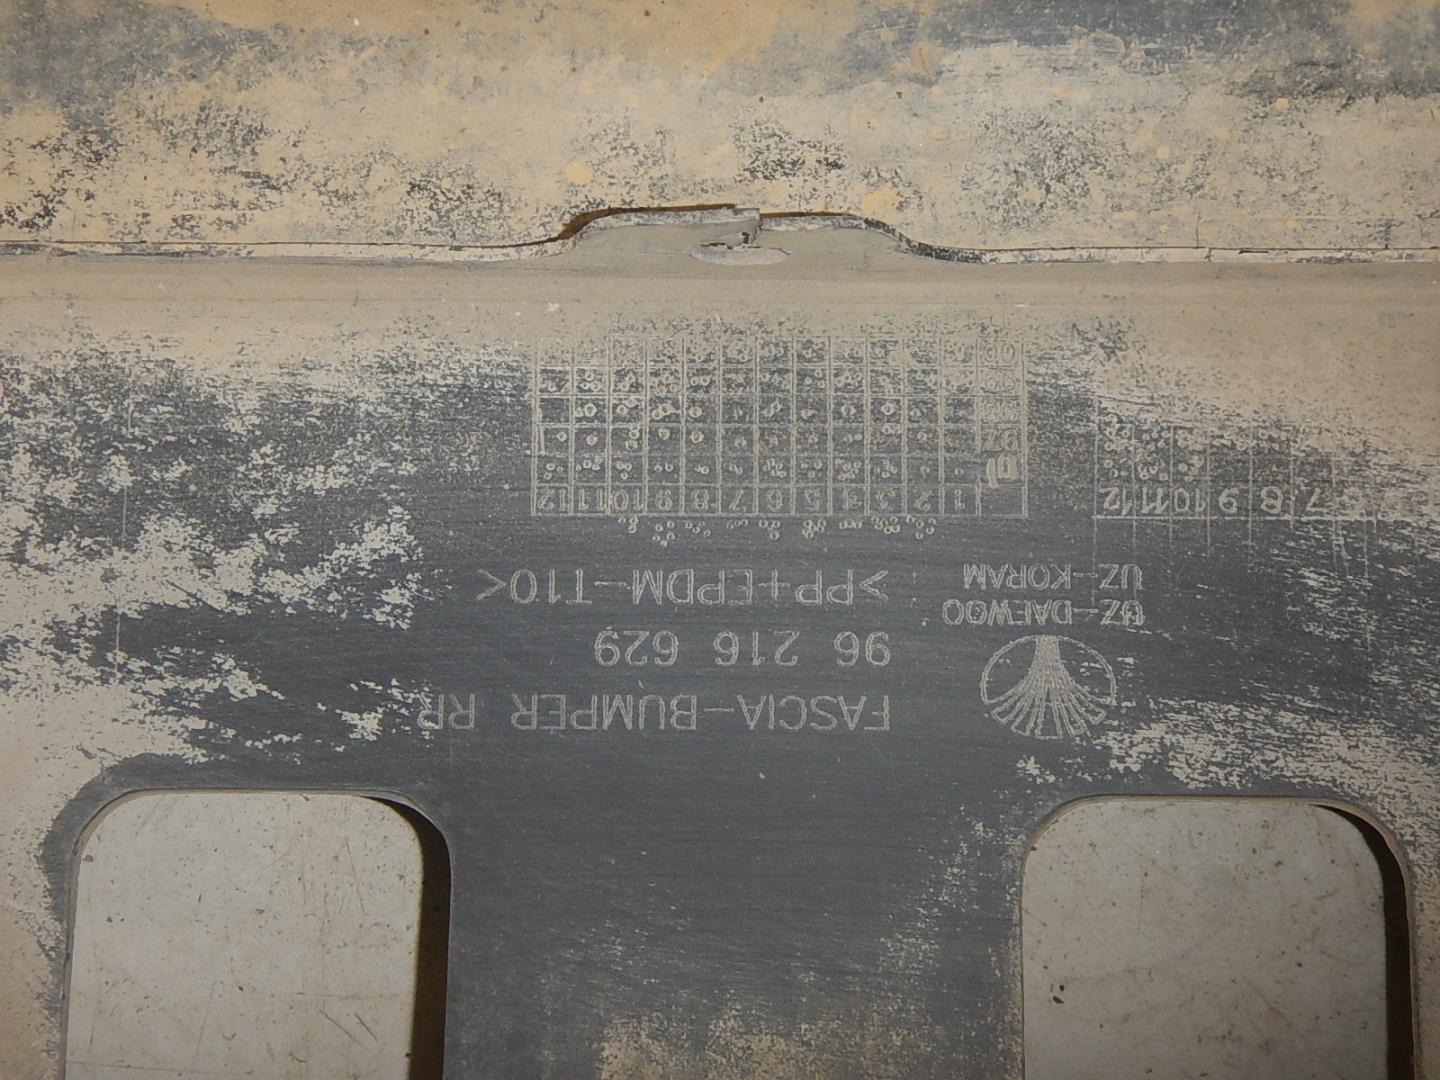 FASCIA-BUMPER RR
96 216 629
>PP+EPDM-T10<
UZ-DAEWOO
UZ-KORAM
1 2 3 4 5 6 7 8 9 10 11 12
97
7 8 9 10 11 12